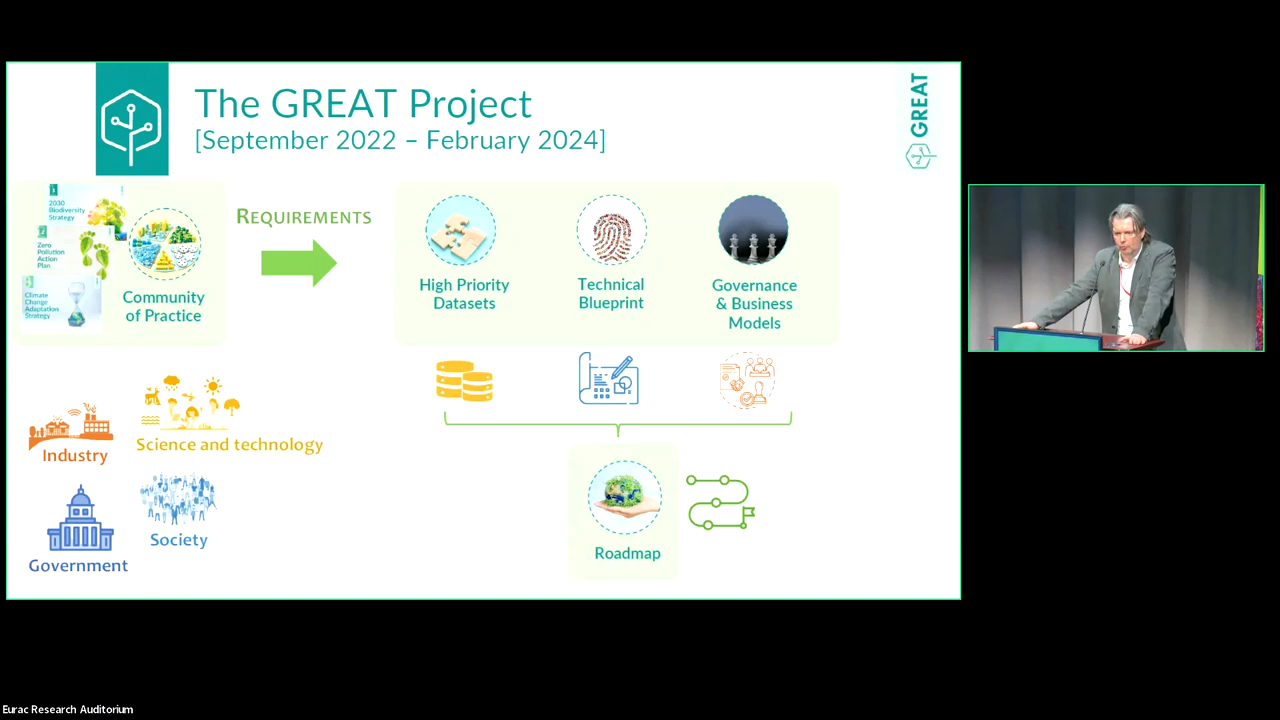 The GREAT Project
[September 2022 – February 2024]
GREAT
2030
Biodiversity
Strategy
Zero
Pollution
Action
Plan
Climate
Change
Adaptation
Strategy
Community
of Practice
REQUIREMENTS
High Priority
Datasets
Technical
Blueprint
Governance
& Business
Models
Industry
Science and technology
Government
Society
Roadmap
Eurac Research Auditorium